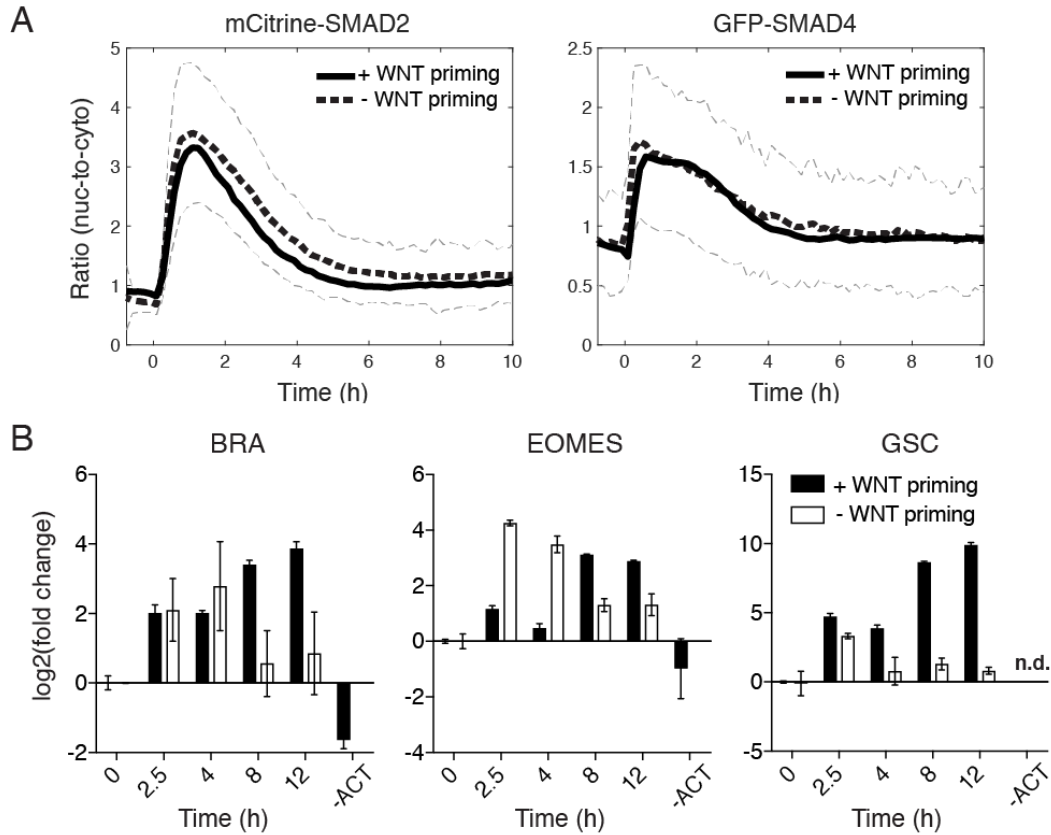 A
mCitrine-SMAD2
GFP-SMAD4
Ratio (nuc-to-cyto)
5
4
3
2
1
0
+ WNT priming
- WNT priming
0 2 4 6 8 10
Time (h)
2.5
2
1.5
1
0.5
0
+ WNT priming
- WNT priming
0 2 4 6 8 10
Time (h)
B
BRA
EOMES
GSC
log2(fold change)
6
4
2
0
-2
0 2.5 4 8 12 -ACT
Time (h)
6
4
2
0
-2
-4
0 2.5 4 8 12 -ACT
Time (h)
15
10
5
0
-5
+ WNT priming
- WNT priming
n.d.
0 2.5 4 8 12 -ACT
Time (h)